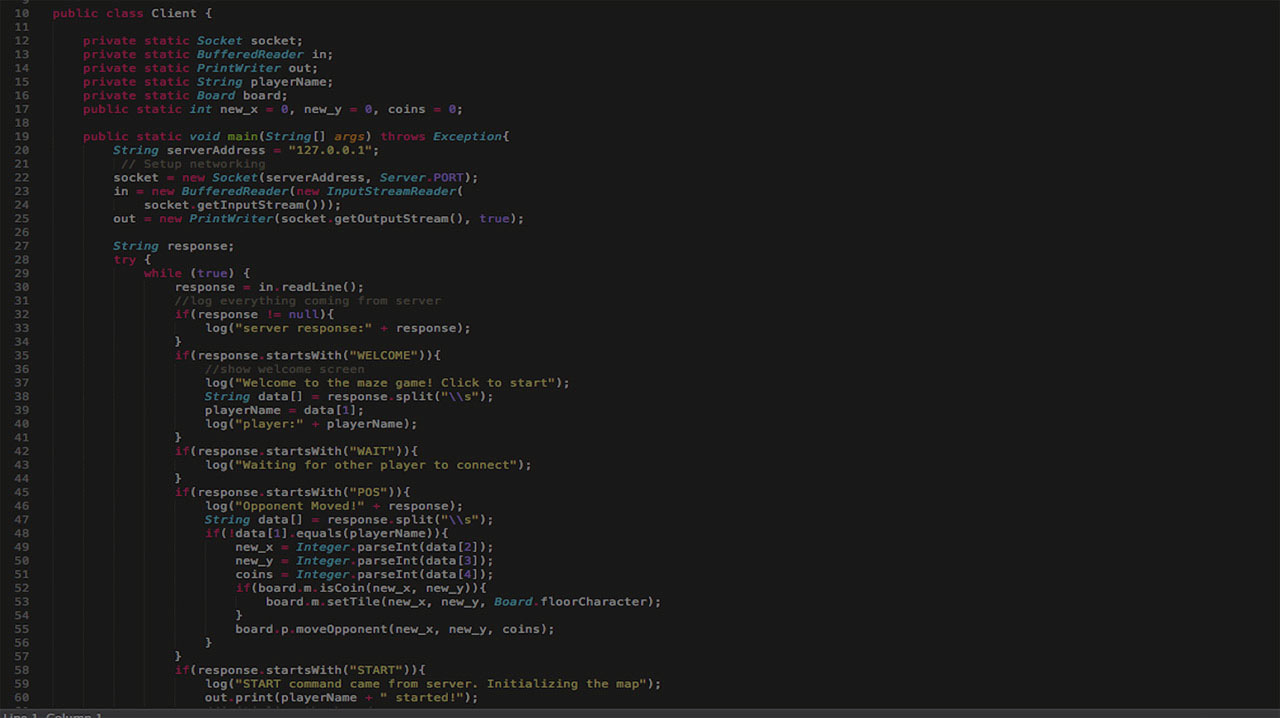 9
10 public class Client {
11
12     private static Socket socket;
13     private static BufferedReader in;
14     private static PrintWriter out;
15     private static String playerName;
16     private static Board board;
17     public static int new_x = 0, new_y = 0, coins = 0;
18
19     public static void main(String[] args) throws Exception{
20         String serverAddress = "127.0.0.1";
21          // Setup networking
22         socket = new Socket(serverAddress, Server.PORT);
23         in = new BufferedReader(new InputStreamReader(
24             socket.getInputStream()));
25         out = new PrintWriter(socket.getOutputStream(), true);
26
27         String response;
28         try {
29             while (true) {
30                 response = in.readLine();
31                 //log everything coming from server
32                 if(response != null){
33                     log("server response:" + response);
34                 }
35                 if(response.startsWith("WELCOME")){
36                     //show welcome screen
37                     log("Welcome to the maze game! Click to start");
38                     String data[] = response.split("\\s");
39                     playerName = data[1];
40                     log("player:" + playerName);
41                 }
42                 if(response.startsWith("WAIT")){
43                     log("Waiting for other player to connect");
44                 }
45                 if(response.startsWith("POS")){
46                     log("Opponent Moved!" + response);
47                     String data[] = response.split("\\s");
48                     if(!data[1].equals(playerName)){
49                         new_x = Integer.parseInt(data[2]);
50                         new_y = Integer.parseInt(data[3]);
51                         coins = Integer.parseInt(data[4]);
52                         if(board.m.isCoin(new_x, new_y)){
53                             board.m.setTile(new_x, new_y, Board.floorCharacter);
54                         }
55                         board.p.moveOpponent(new_x, new_y, coins);
56                     }
57                 }
58                 if(response.startsWith("START")){
59                     log("START command came from server. Initializing the map");
60                     out.print(playerName + " started!");
Line 1, Column 1